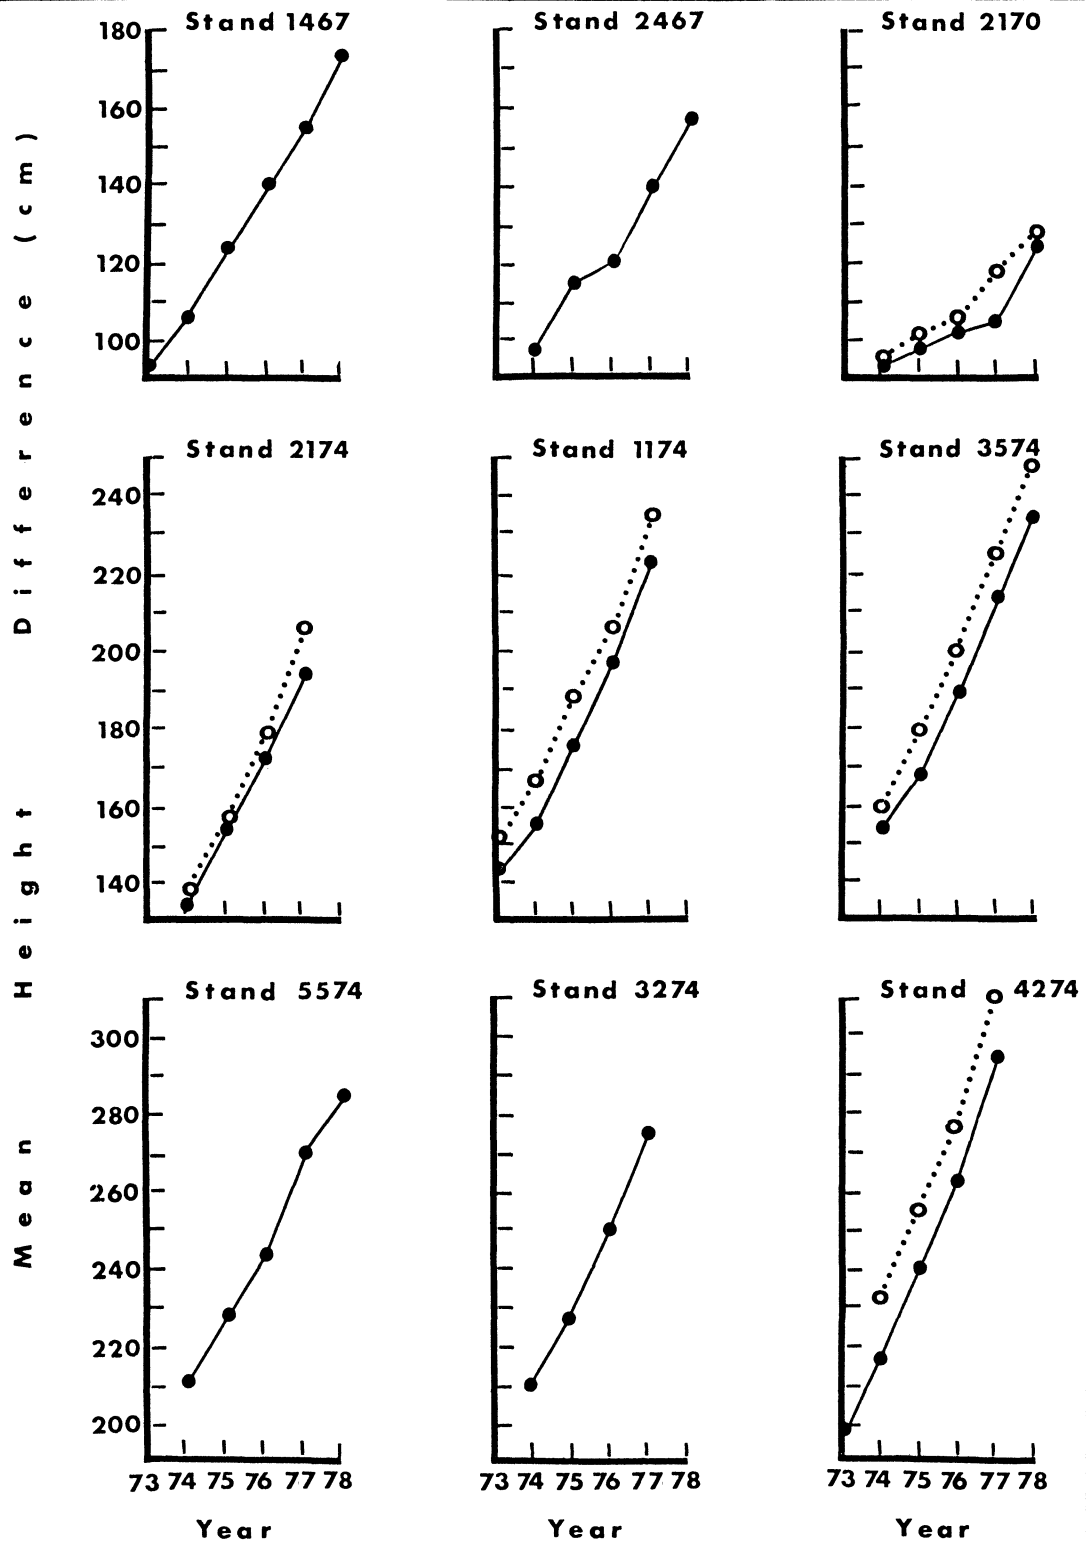 Mean Height Difference (cm)
Stand 1467
180
160
140
120
100
Stand 2467
Stand 2170
Stand 2174
240
220
200
180
160
140
Stand 1174
Stand 3574
Stand 5574
300
280
260
240
220
200
73 74 75 76 77 78
Year
Stand 3274
73 74 75 76 77 78
Year
Stand 4274
73 74 75 76 77 78
Year